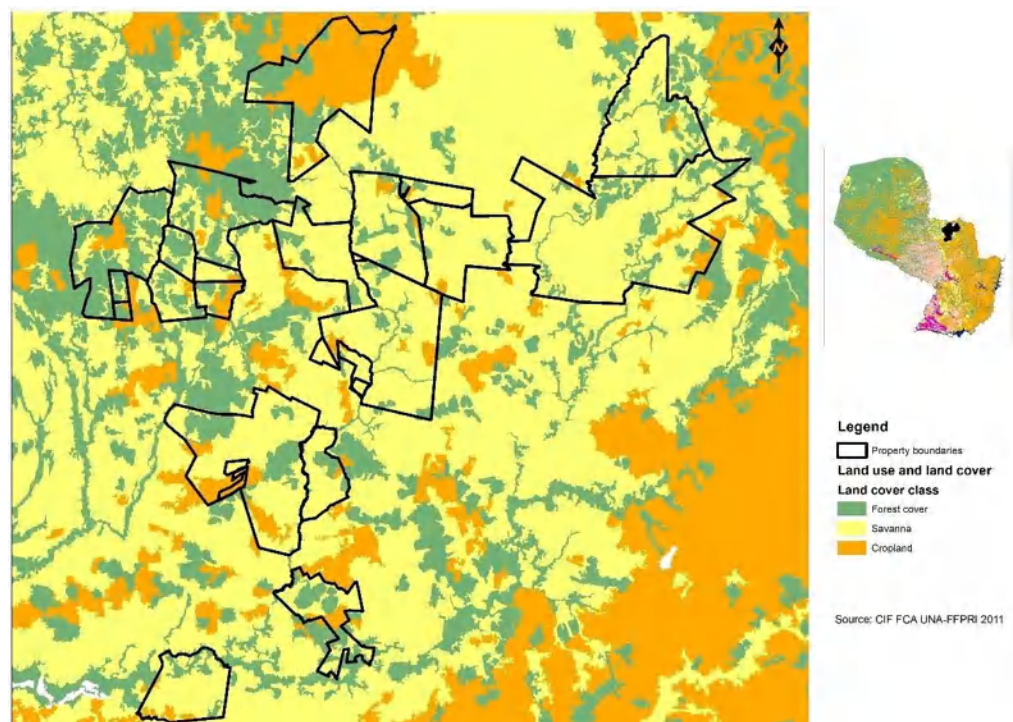 N
Legend
Property boundaries
Land use and land cover
Land cover class
Forest cover
Savanna
Cropland
Source: CIF FCA UNA-FFPRI 2011